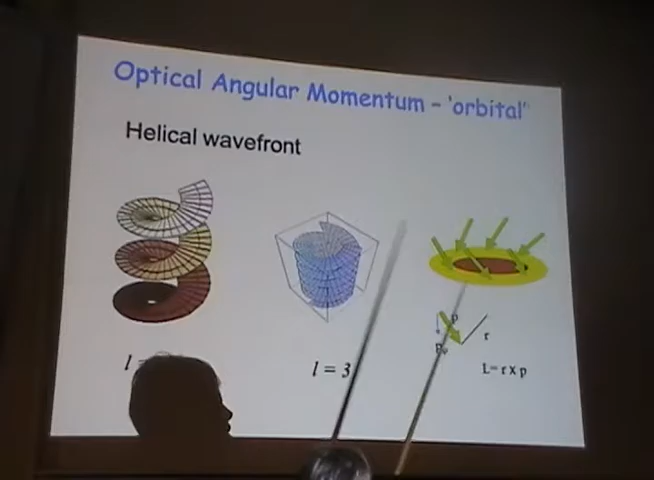 Optical Angular Momentum – 'orbital'
Helical wavefront
p
r
l
l = 3
L= r x p